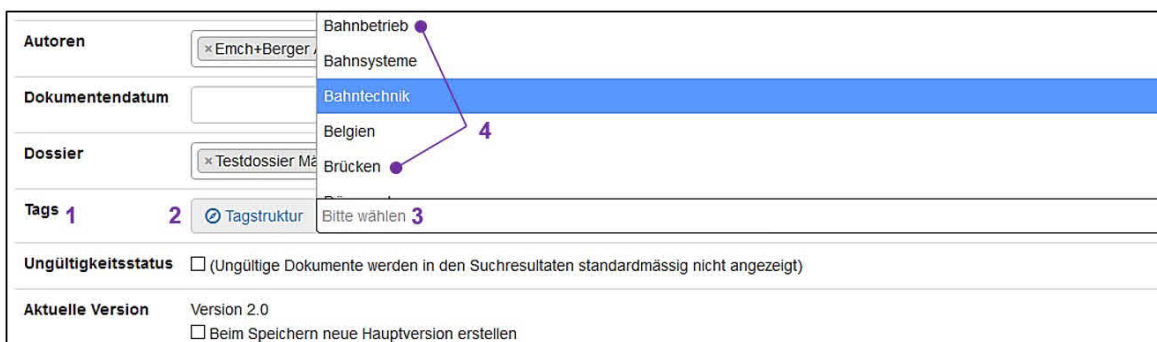 Bahnbetrieb
Autoren
×Emch+Berger
Bahnsysteme
Dokumentendatum
Bahntechnik
Belgien
4
Dossier
×Testdossier
Brücken
Tags 1
2 Tagstruktur
Bitte wählen 3
Ungültigkeitsstatus (Ungültige Dokumente werden in den Suchresultaten standardmässig nicht angezeigt)
Aktuelle Version Version 2.0
Beim Speichern neue Hauptversion erstellen